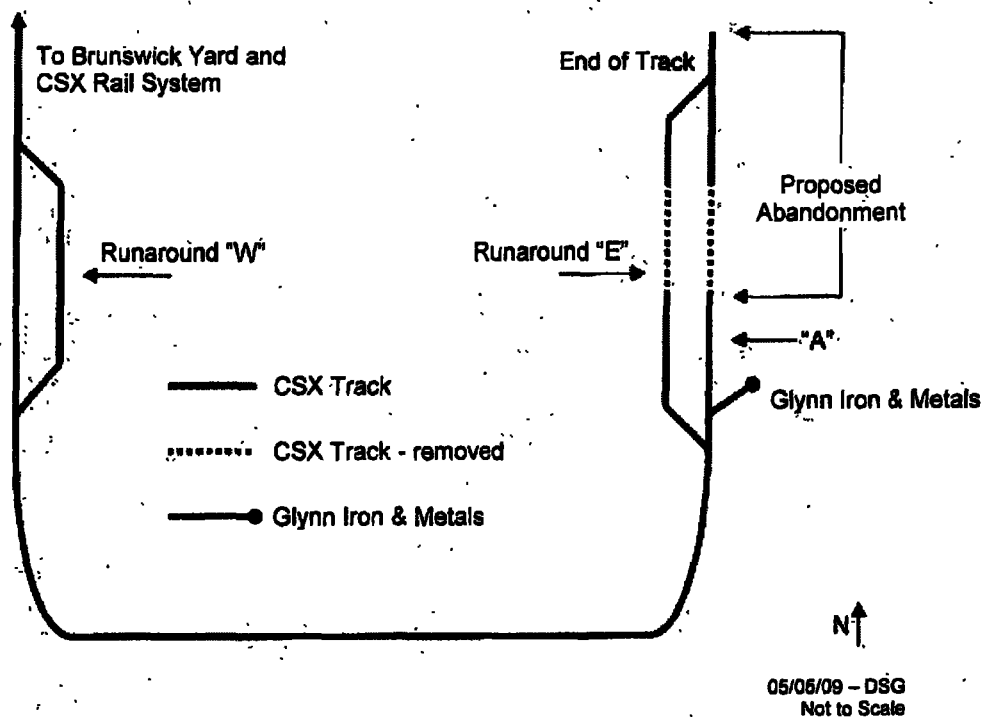 To Brunswick Yard and
CSX Rail System
End of Track
Proposed
Abandonment
Runaround "W"
Runaround "E"
"A"
CSX Track
Glynn Iron & Metals
CSX Track - removed
Glynn Iron & Metals
N
05/05/09 – DSG
Not to Scale